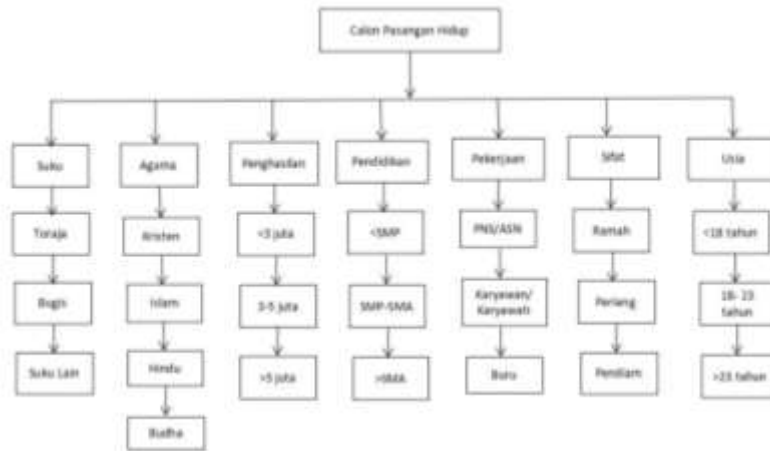 Calon Pasangan Hidup
Suku
Agama
Penghasilan
Pendidikan
Pekerjaan
Sifat
Usia
Toraja
Kristen
<3 juta
<SMP
PNS/ASN
Ramah
<18 tahun
Bugis
Islam
3-5 juta
SMP-SMA
Karyawan/
Karyawati
Periang
18- 23
tahun
Suku Lain
Hindu
>5 juta
>SMA
Buru
Pendiam
>23 tahun
Budha